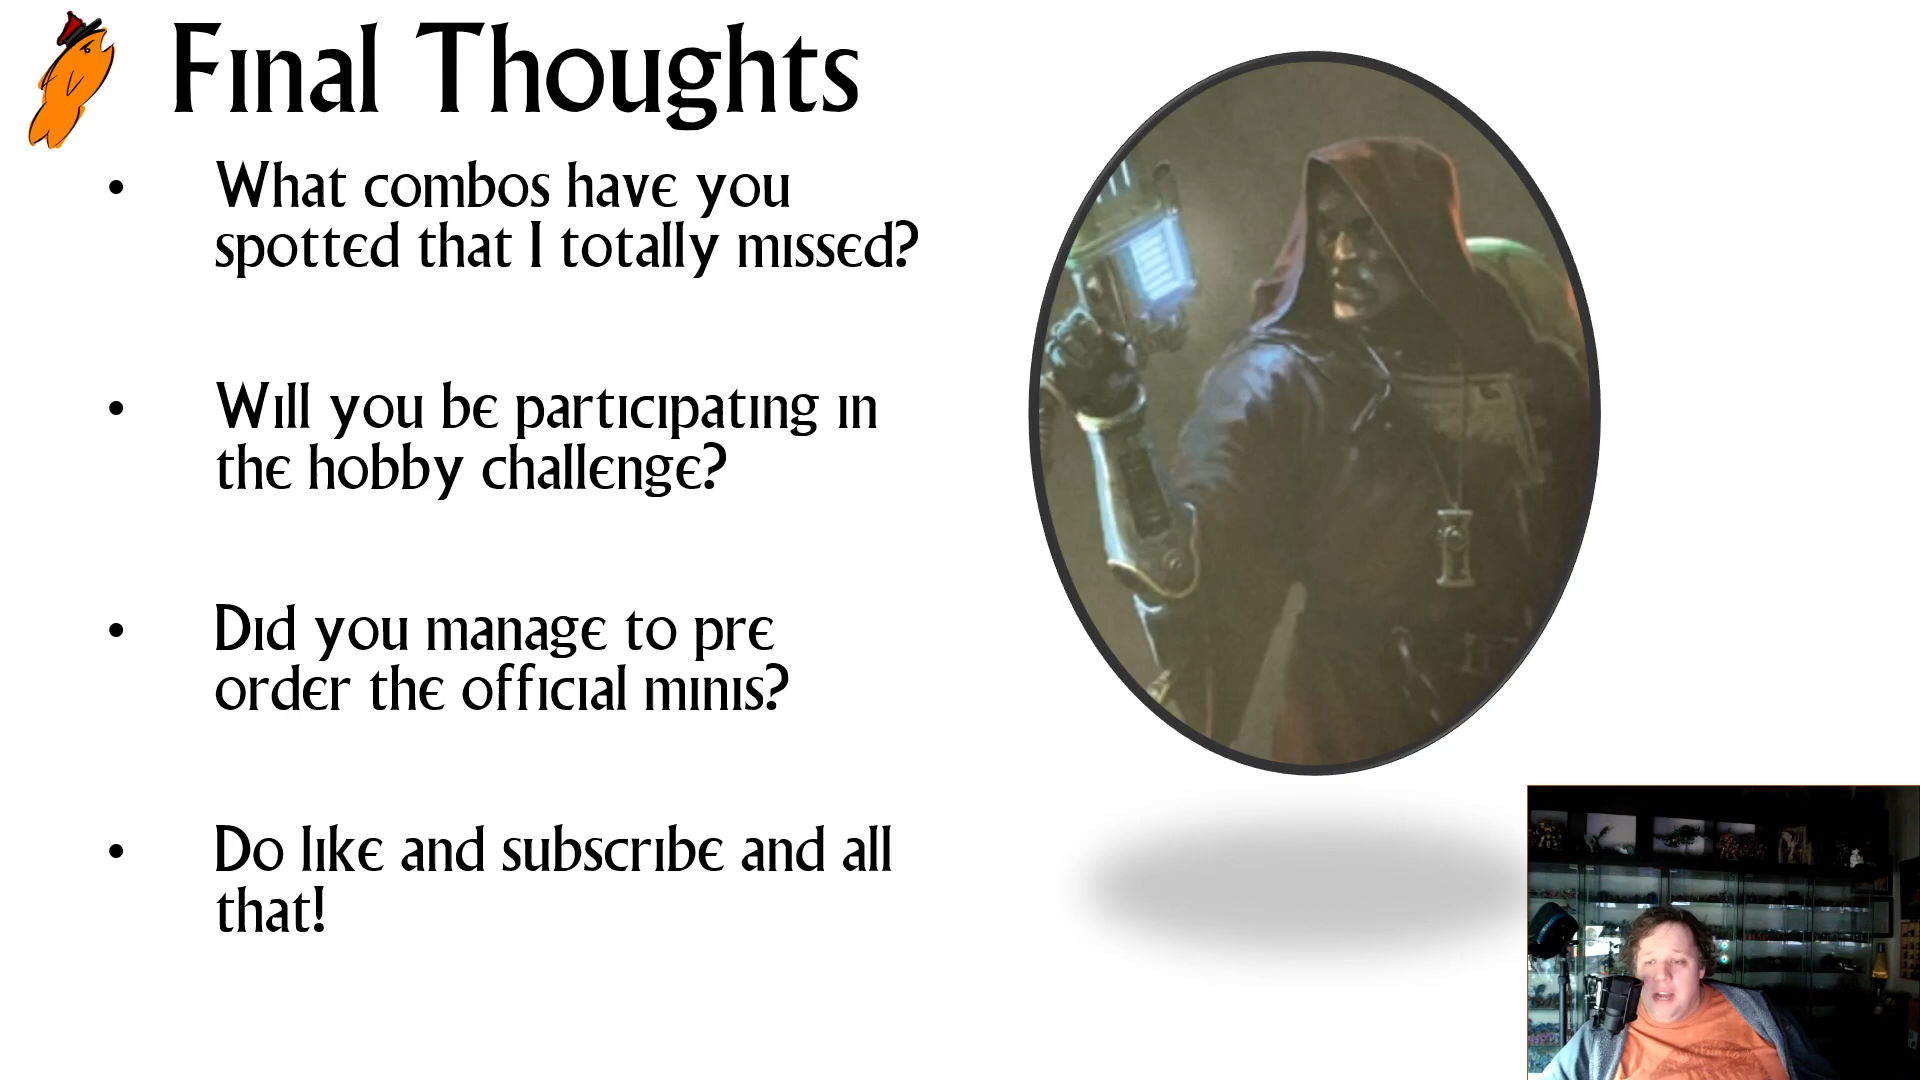 Final Thoughts
• What combos have you
spotted that I totally missed?
• Will you be participating in
the hobby challenge?
• Did you manage to pre
order the official minis?
• Do like and subscribe and all
that!